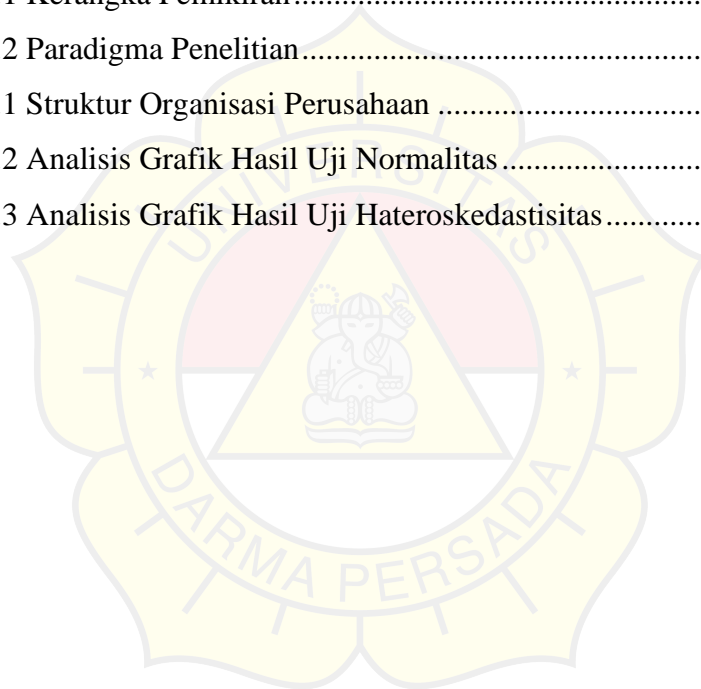 1 Kerangka Pemikiran........................................................
2 Paradigma Penelitian......................................................
1 Struktur Organisasi Perusahaan ......................................
2 Analisis Grafik Hasil Uji Normalitas..............................
3 Analisis Grafik Hasil Uji Hateroskedastisitas.................
UNIVERSITAS
DARMA PERSADA